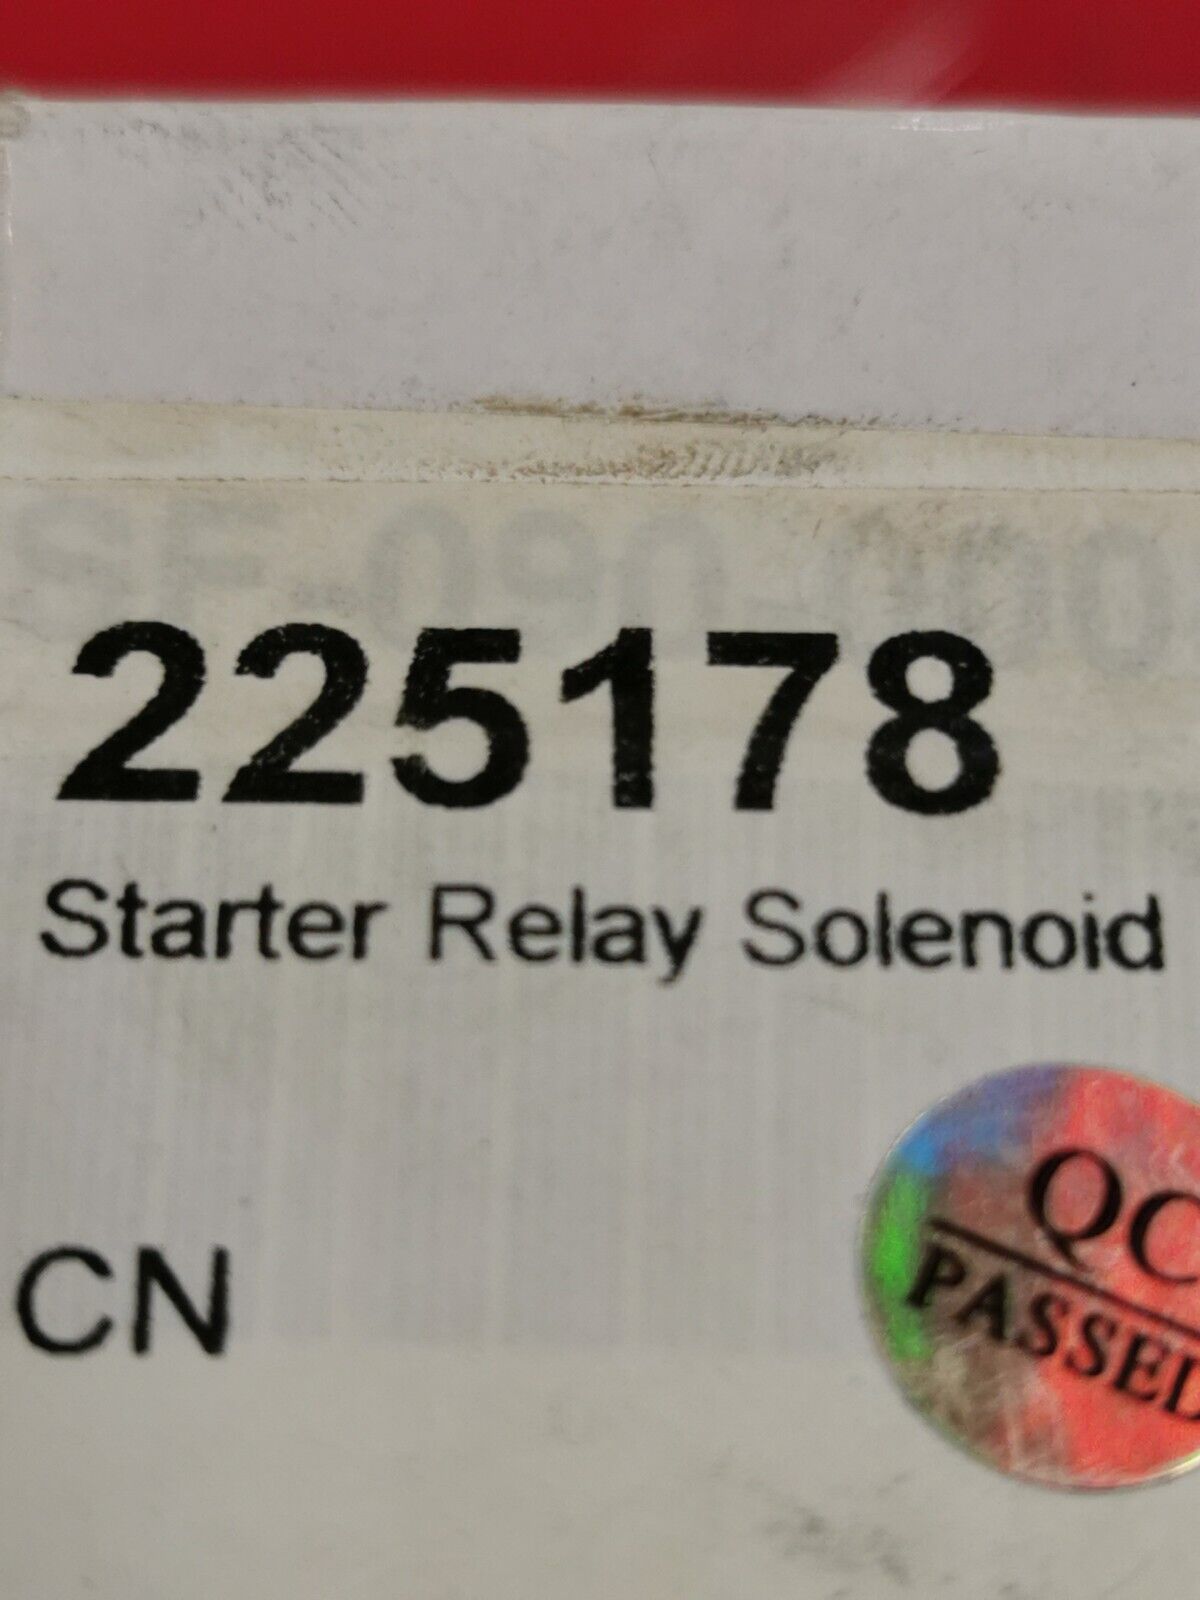 225178
Starter Relay Solenoid
CN
QC
PASSED